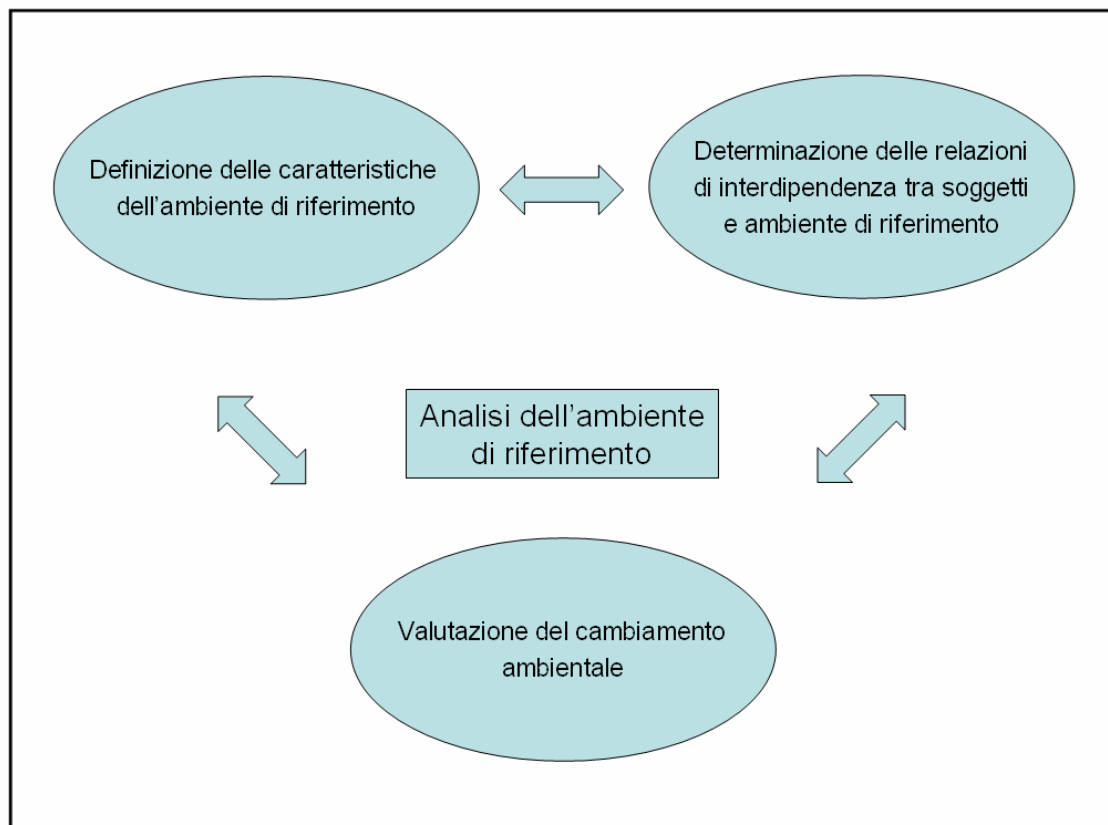 Definizione delle caratteristiche
dell’ambiente di riferimento
Determinazione delle relazioni
di interdipendenza tra soggetti
e ambiente di riferimento
Analisi dell’ambiente
di riferimento
Valutazione del cambiamento
ambientale